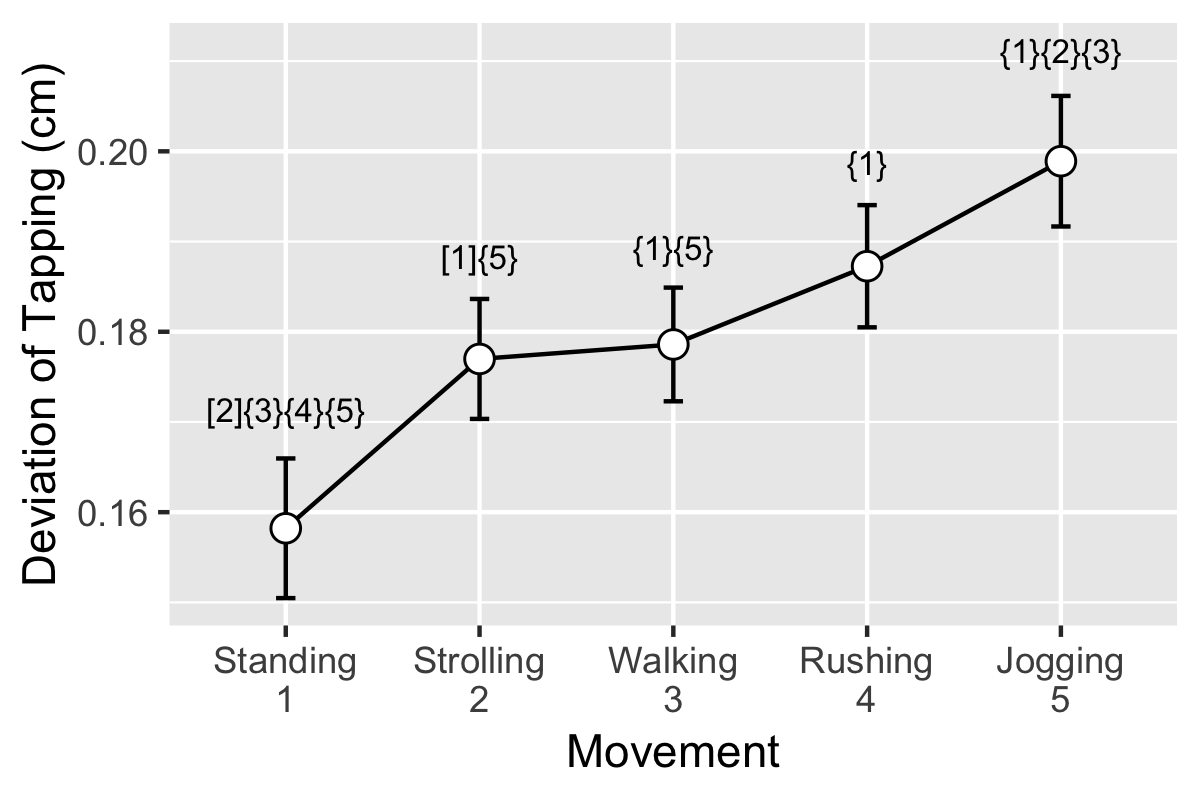 Deviation of Tapping (cm)
0.20
0.18
0.16
[2]{3}{4}{5}
[1]{5}
{1}{5}
{1}
{1}{2}{3}
Standing Strolling Walking Rushing Jogging
1 2 3 4 5
Movement